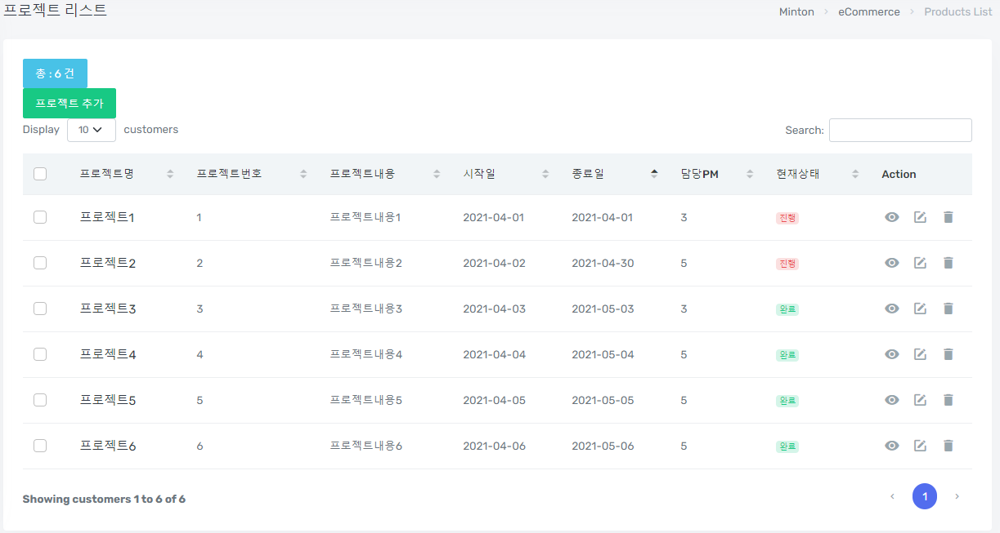 프로젝트 리스트
Minton > eCommerce > Products List
총 : 6 건
프로젝트 추가
Display 10 customers Search:
프로젝트명 프로젝트번호 프로젝트내용 시작일 종료일 담당PM 현재상태 Action
프로젝트1 1 프로젝트내용1 2021-04-01 2021-04-01 3 진행
프로젝트2 2 프로젝트내용2 2021-04-02 2021-04-30 5 진행
프로젝트3 3 프로젝트내용3 2021-04-03 2021-05-03 3 완료
프로젝트4 4 프로젝트내용4 2021-04-04 2021-05-04 5 완료
프로젝트5 5 프로젝트내용5 2021-04-05 2021-05-05 5 완료
프로젝트6 6 프로젝트내용6 2021-04-06 2021-05-06 5 완료
Showing customers 1 to 6 of 6 ‹ 1 ›